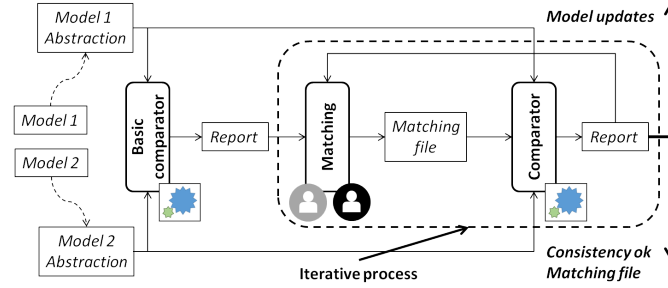 Model 1
Abstraction
Model updates
Model 1
Model 2
Basic
comparator
Report
Matching
Matching
file
Comparator
Report
Model 2
Abstraction
Iterative process
Consistency ok
Matching file